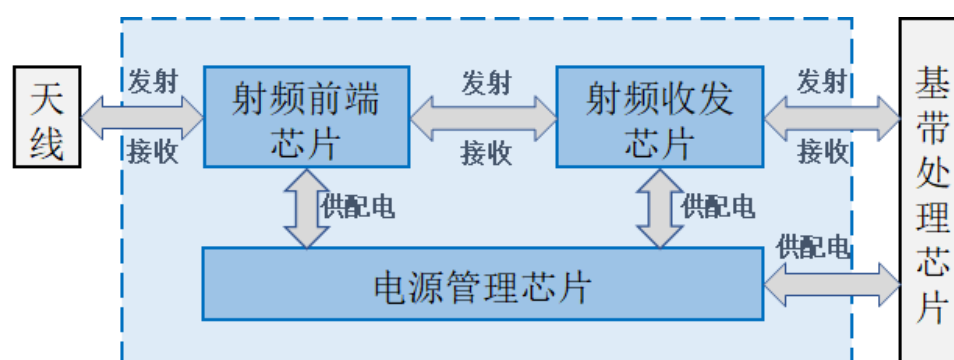 天
线
发射
接收
射频前端
芯片
发射
接收
射频收发
芯片
发射
接收
基
带
处
理
芯
片
供配电
供配电
供配电
电源管理芯片